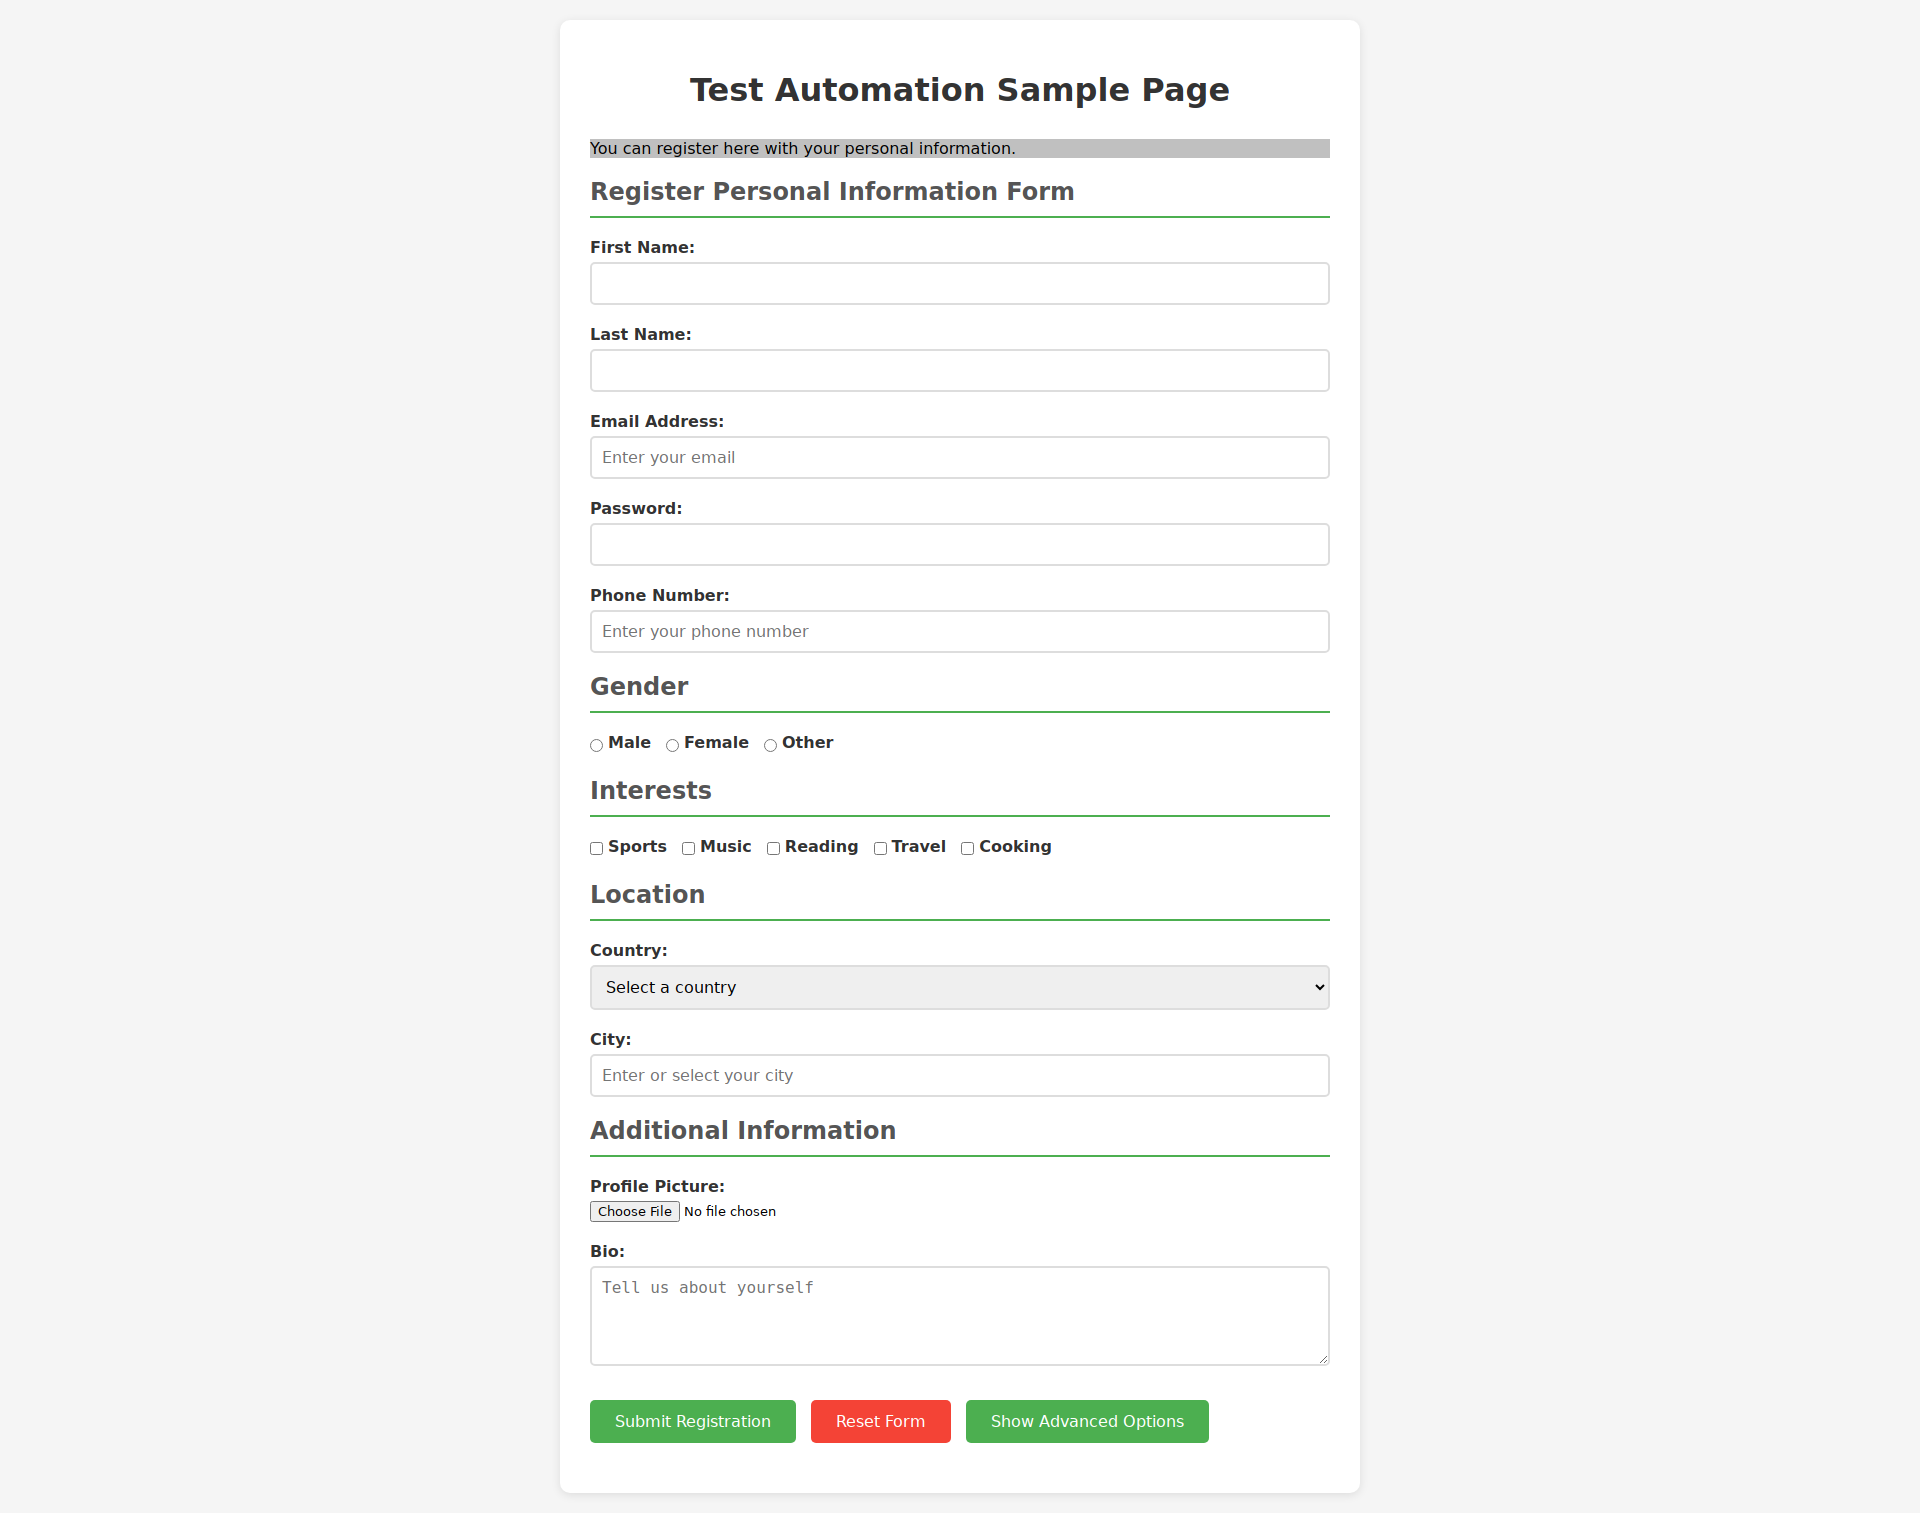 Test Automation Sample Page
You can register here with your personal information.
Register Personal Information Form
First Name:
Last Name:
Email Address:
Enter your email
Password:
Phone Number:
Enter your phone number
Gender
Male Female Other
Interests
Sports Music Reading Travel Cooking
Location
Country:
Select a country
City:
Enter or select your city
Additional Information
Profile Picture:
Choose File No file chosen
Bio:
Tell us about yourself
Submit Registration Reset Form Show Advanced Options